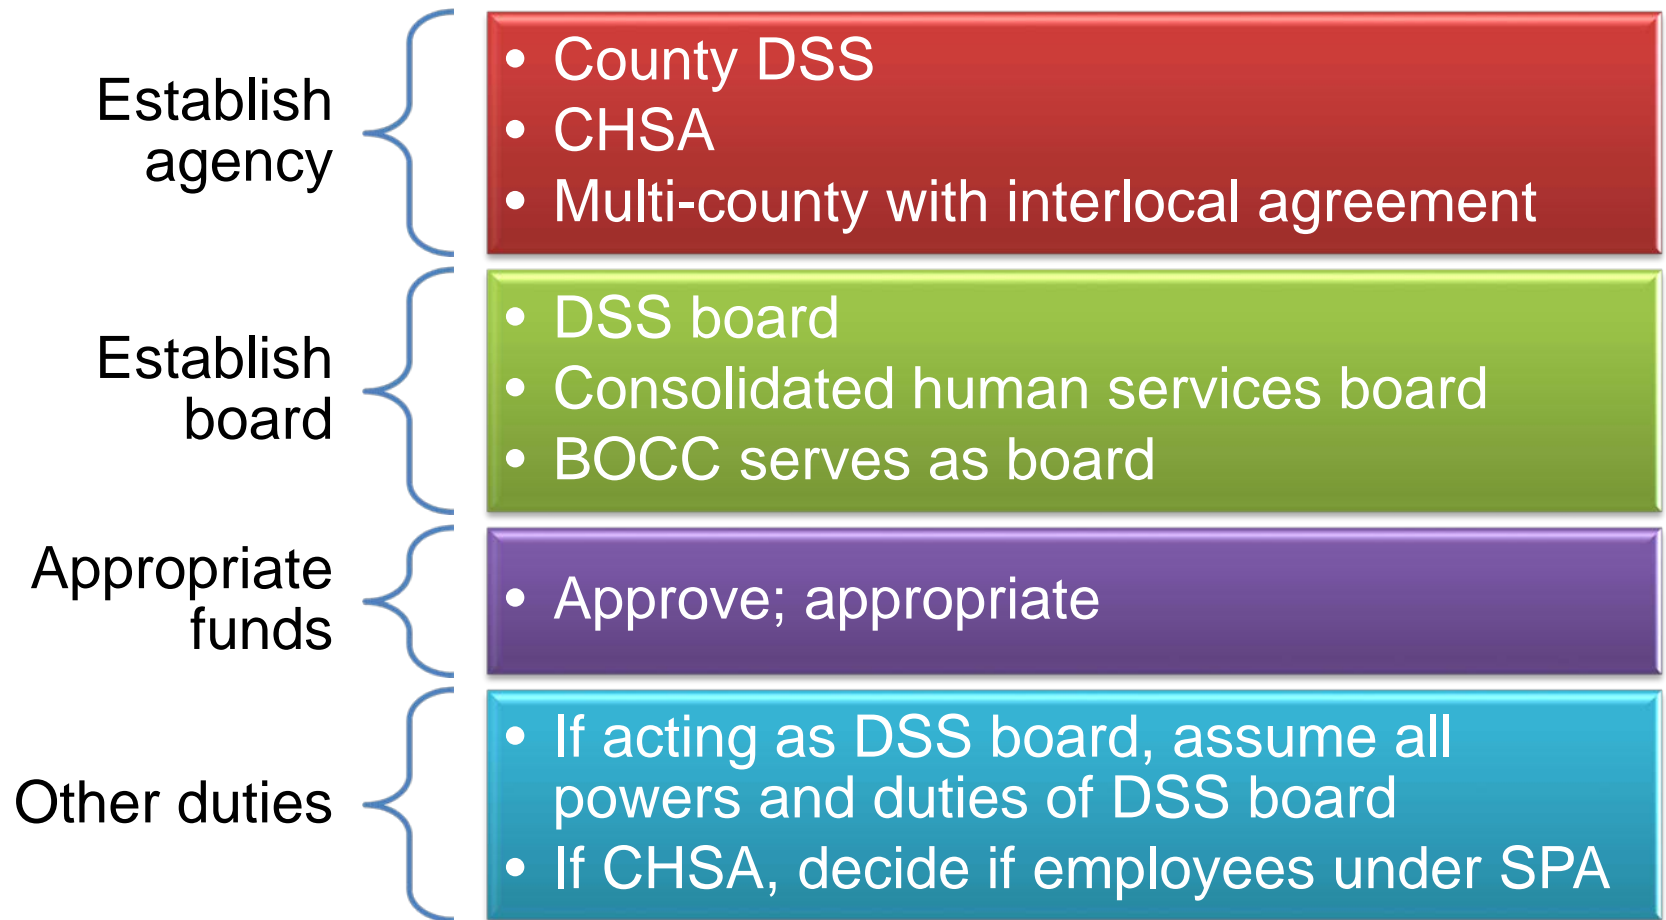 Establish
agency
• County DSS
• CHSA
• Multi-county with interlocal agreement
Establish
board
• DSS board
• Consolidated human services board
• BOCC serves as board
Appropriate
funds
• Approve; appropriate
Other duties
• If acting as DSS board, assume all
powers and duties of DSS board
• If CHSA, decide if employees under SPA